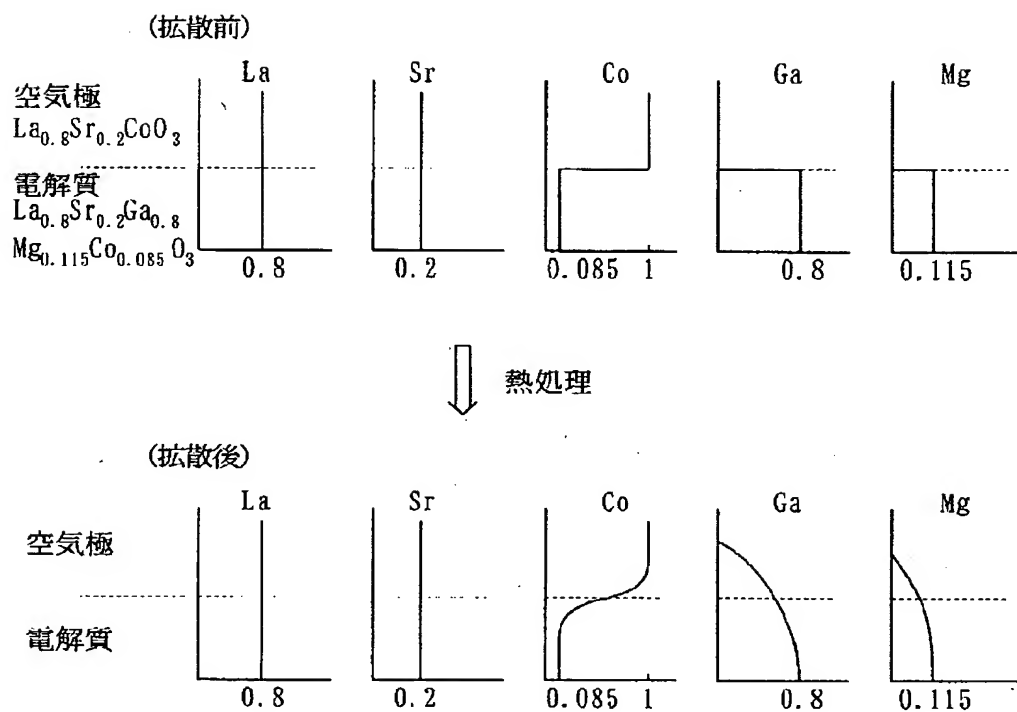 (拡散前)
La Sr Co Ga Mg
空気極
La0.8Sr0.2CoO3
電解質
La0.8Sr0.2Ga0.8
Mg0.115Co0.085O3
0.8 0.2 0.085 1 0.8 0.115
熱処理
(拡散後)
La Sr Co Ga Mg
空気極
電解質
0.8 0.2 0.085 1 0.8 0.115